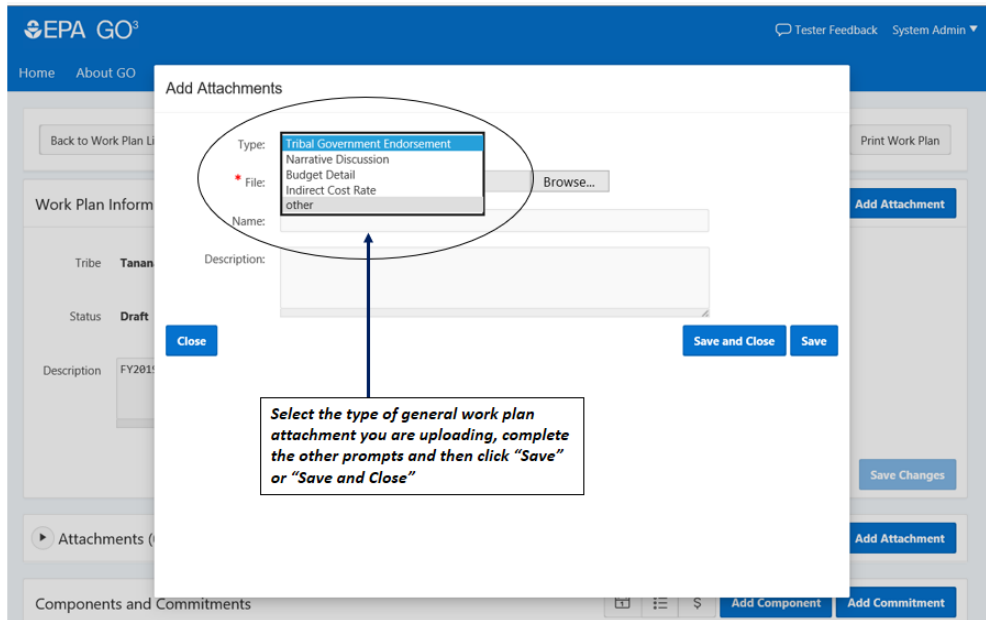 EPA GO³
Tester Feedback System Admin
Home About GO
Add Attachments
Back to Work Plan Li
Print Work Plan
Type:
Tribal Government Endorsement
Narrative Discussion
Budget Detail
Indirect Cost Rate
other
* File:
Browse...
Name:
Description:
Work Plan Inform
Add Attachment
Tribe Tanan
Status Draft
Description FY2019
Close
Save and Close
Save
Select the type of general work plan
attachment you are uploading, complete
the other prompts and then click “Save”
or “Save and Close”
Save Changes
Attachments (
Add Attachment
Components and Commitments
$
Add Component
Add Commitment